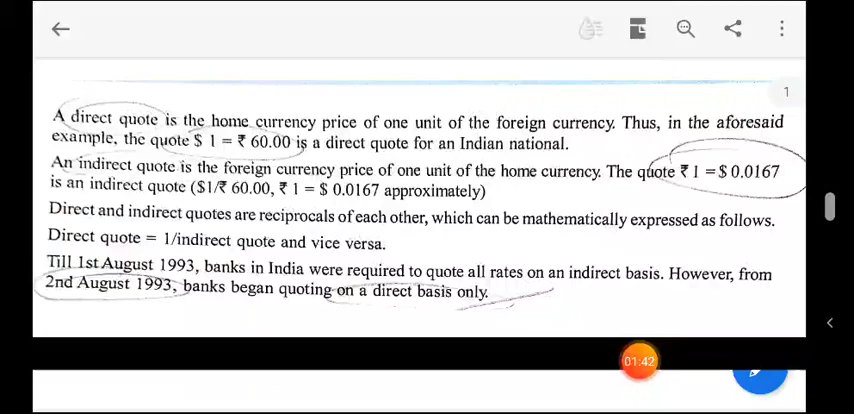 1
A direct quote is the home currency price of one unit of the foreign currency. Thus, in the aforesaid
example, the quote $ 1 = ₹ 60.00 is a direct quote for an Indian national.
An indirect quote is the foreign currency price of one unit of the home currency. The quote ₹ 1 = $ 0.0167
is an indirect quote ($1/₹ 60.00, ₹ 1 = $ 0.0167 approximately)
Direct and indirect quotes are reciprocals of each other, which can be mathematically expressed as follows.
Direct quote = 1/indirect quote and vice versa.
Till 1st August 1993, banks in India were required to quote all rates on an indirect basis. However, from
2nd August 1993, banks began quoting on a direct basis only.
01:42